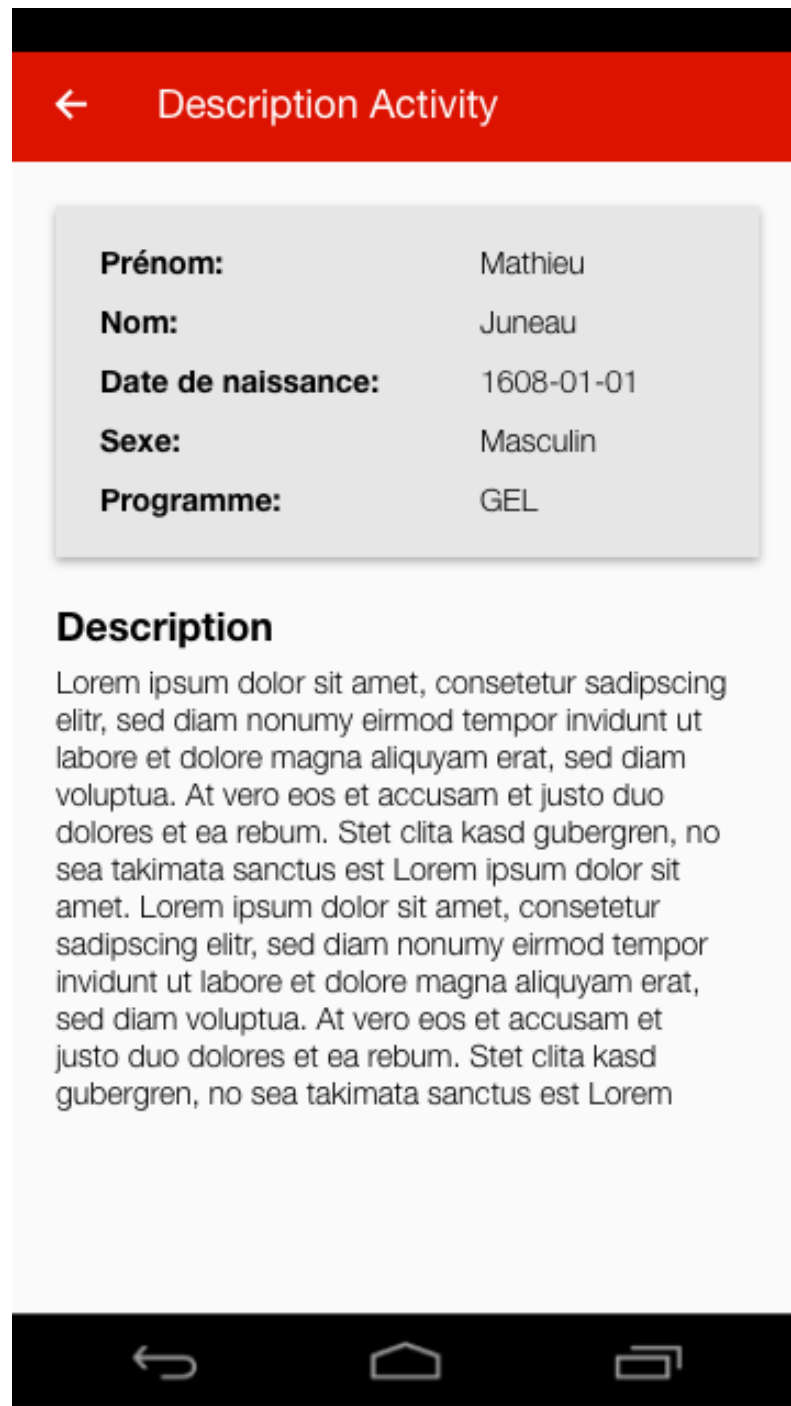 Description Activity
Prénom: Mathieu
Nom: Juneau
Date de naissance: 1608-01-01
Sexe: Masculin
Programme: GEL
Description
Lorem ipsum dolor sit amet, consetetur sadipscing
elitr, sed diam nonumy eirmod tempor invidunt ut
labore et dolore magna aliquyam erat, sed diam
voluptua. At vero eos et accusam et justo duo
dolores et ea rebum. Stet clita kasd gubergren, no
sea takimata sanctus est Lorem ipsum dolor sit
amet. Lorem ipsum dolor sit amet, consetetur
sadipscing elitr, sed diam nonumy eirmod tempor
invidunt ut labore et dolore magna aliquyam erat,
sed diam voluptua. At vero eos et accusam et
justo duo dolores et ea rebum. Stet clita kasd
gubergren, no sea takimata sanctus est Lorem